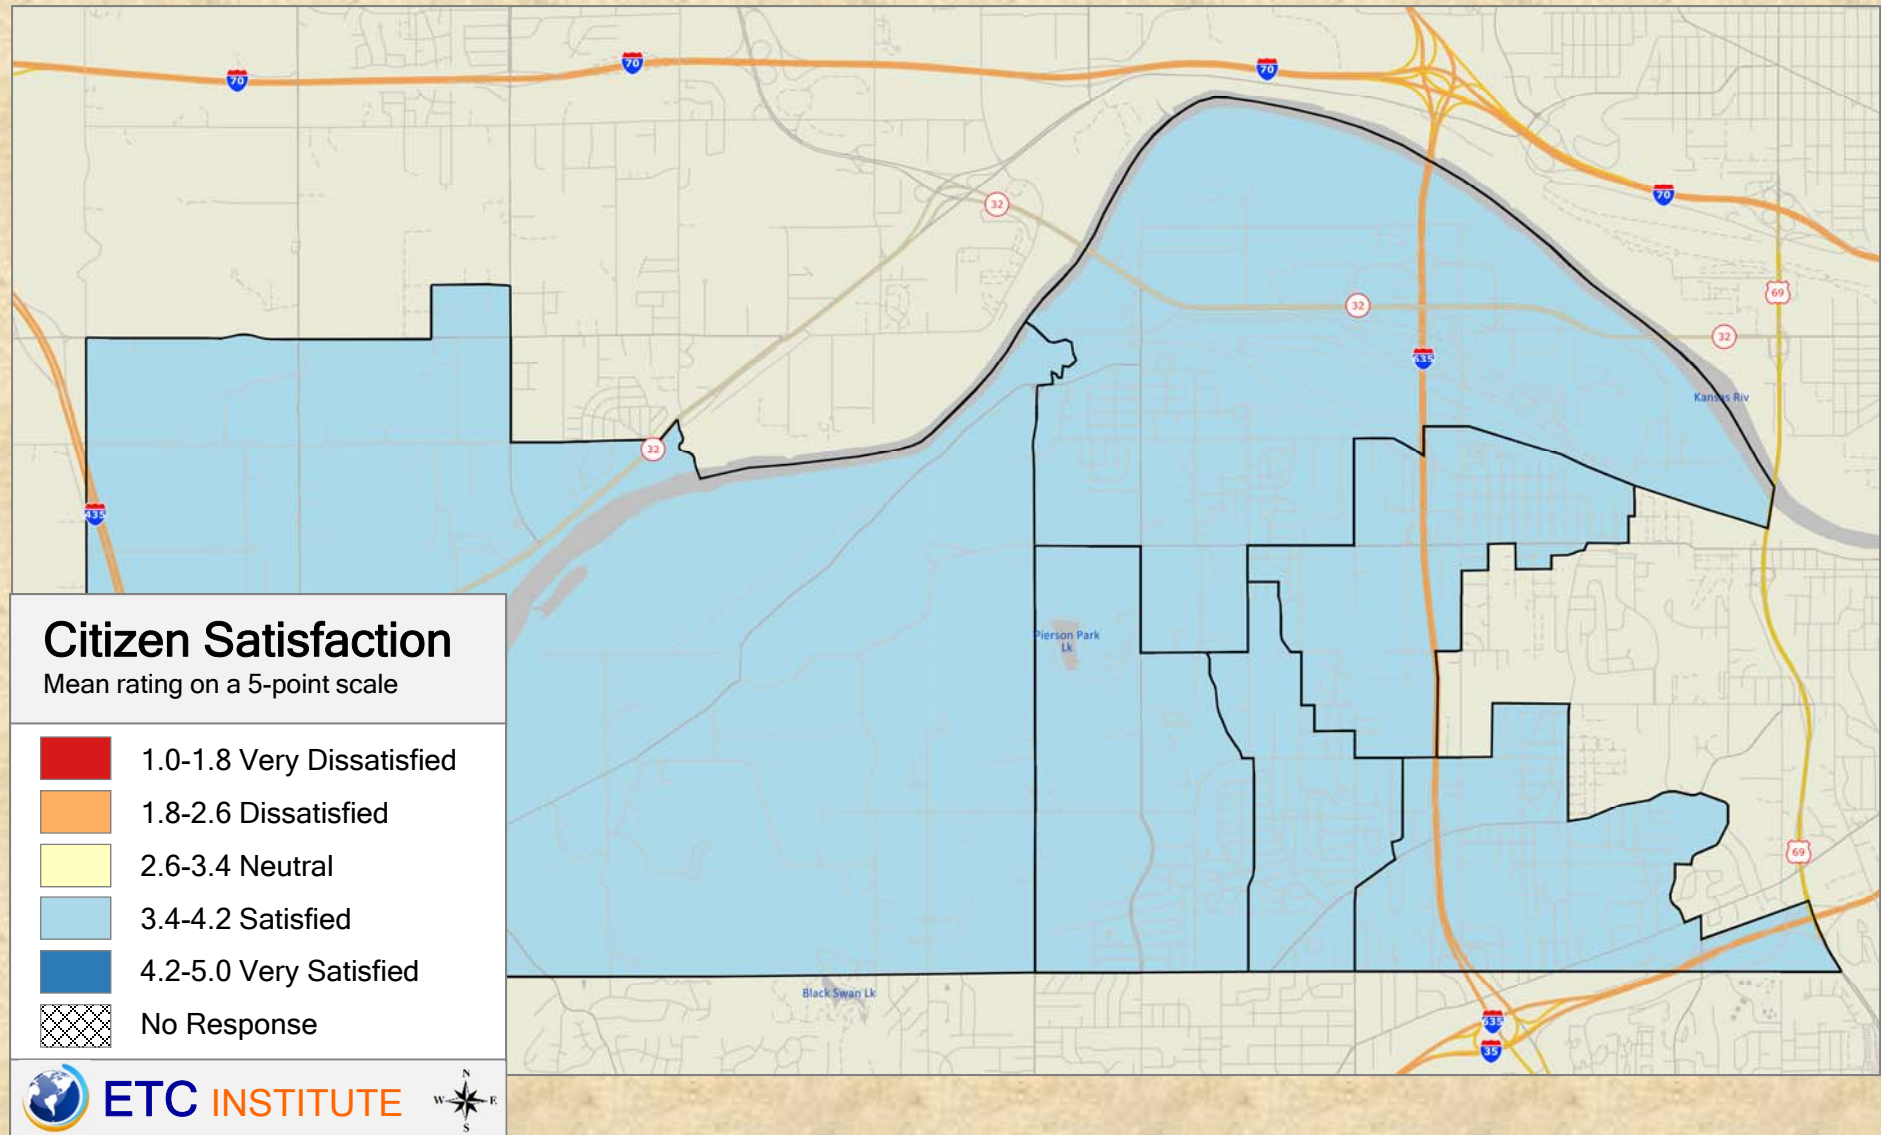 70
70
70
70
32
69
32
32
635
Kansas Riv
32
435
Pierson Park
Lk
69
Black Swan Lk
635
35
Citizen Satisfaction
Mean rating on a 5-point scale
1.0-1.8 Very Dissatisfied
1.8-2.6 Dissatisfied
2.6-3.4 Neutral
3.4-4.2 Satisfied
4.2-5.0 Very Satisfied
No Response
ETC INSTITUTE
N
W E
S